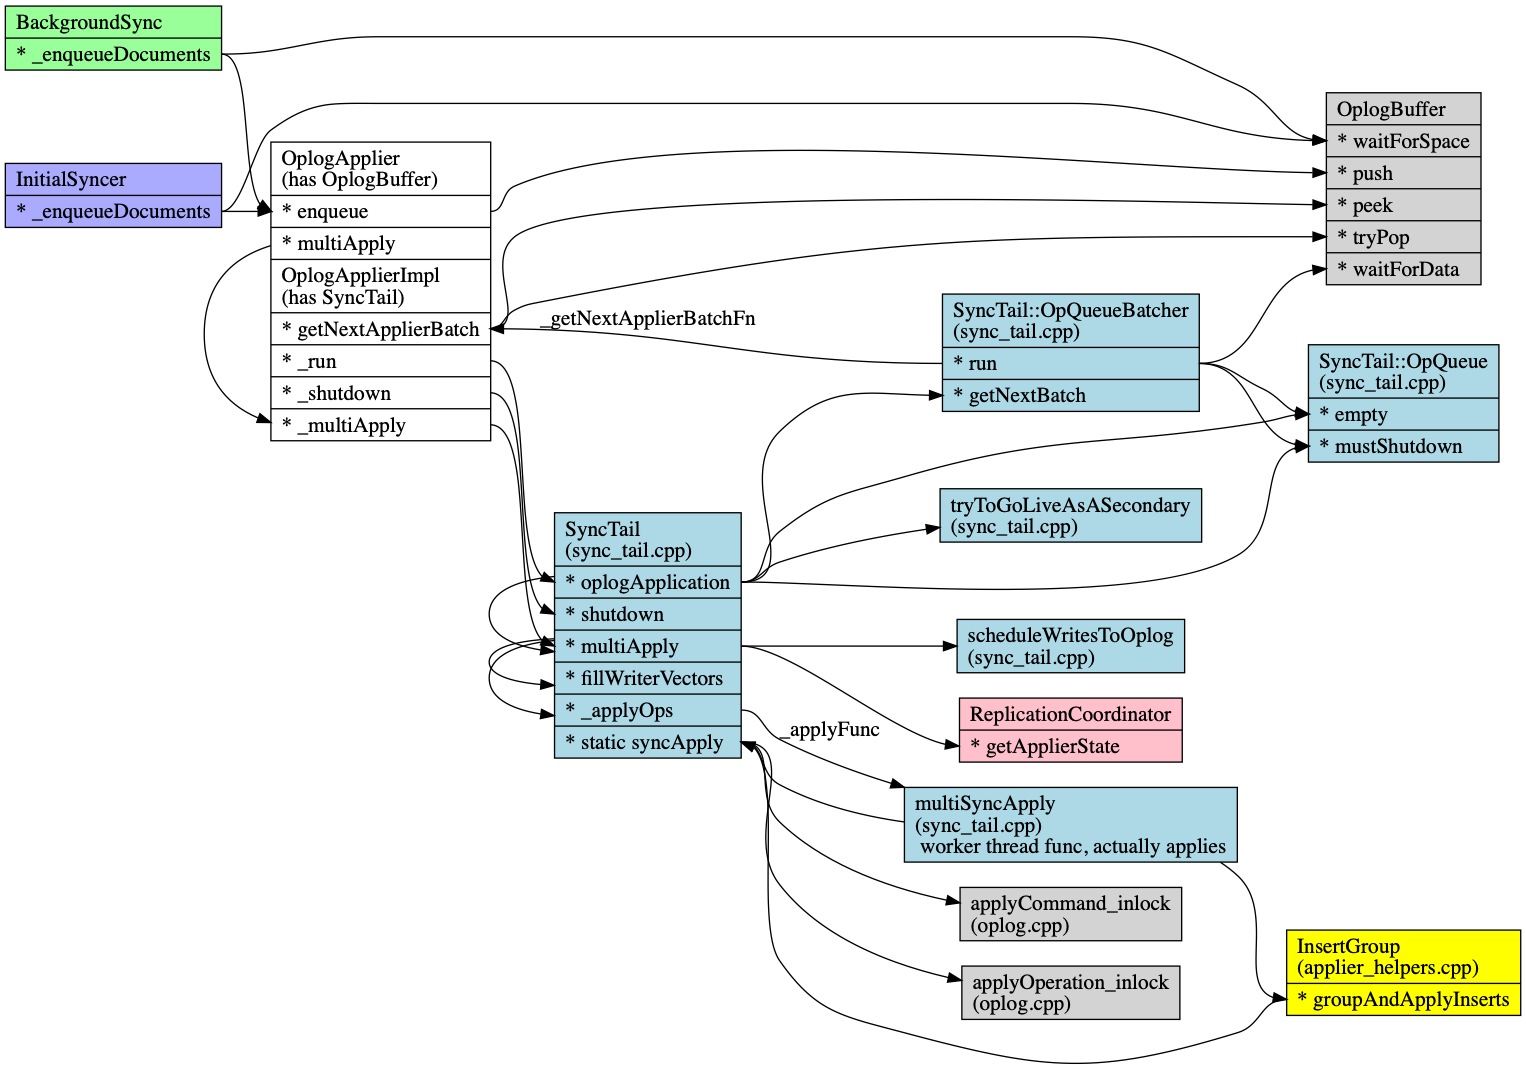 BackgroundSync
* _enqueueDocuments
InitialSyncer
* _enqueueDocuments
OplogApplier
(has OplogBuffer)
* enqueue
* multiApply
OplogApplierImpl
(has SyncTail)
* getNextApplierBatch
* _run
* _shutdown
* _multiApply
OplogBuffer
* waitForSpace
* push
* peek
* tryPop
* waitForData
_getNextApplierBatchFn
SyncTail::OpQueueBatcher
(sync_tail.cpp)
* run
* getNextBatch
SyncTail::OpQueue
(sync_tail.cpp)
* empty
* mustShutdown
tryToGoLiveAsASecondary
(sync_tail.cpp)
SyncTail
(sync_tail.cpp)
* oplogApplication
* shutdown
* multiApply
* fillWriterVectors
* _applyOps
* static syncApply
scheduleWritesToOplog
(sync_tail.cpp)
ReplicationCoordinator
* getApplierState
_applyFunc
multiSyncApply
(sync_tail.cpp)
worker thread func, actually applies
applyCommand_inlock
(oplog.cpp)
applyOperation_inlock
(oplog.cpp)
InsertGroup
(applier_helpers.cpp)
* groupAndApplyInserts